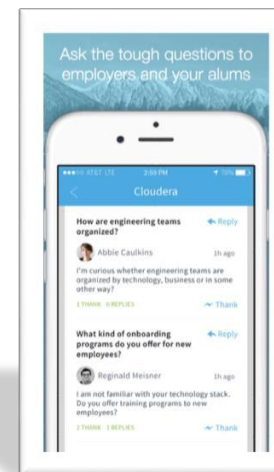 Ask the tough questions to
employers and your alums
AT&T LTE 3:59 PM 78%
Cloudera
How are engineering teams organized? Reply
Abbie Caulkins 1h ago
I'm curious whether engineering teams are
organized by technology, business or in some
other way?
1 THANK 0 REPLIES Thank
What kind of onboarding Reply
programs do you offer for new
employees?
Reginald Meisner 1h ago
I am not familiar with your technology stack.
Do you offer training programs to new
employees?
2 THANK 1 REPLIES Thank